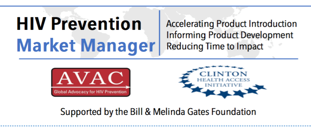 HIV Prevention
Market Manager
Accelerating Product Introduction
Informing Product Development
Reducing Time to Impact
AVAC
Global Advocacy for HIV Prevention
CLINTON
HEALTH ACCESS
INITIATIVE
Supported by the Bill & Melinda Gates Foundation